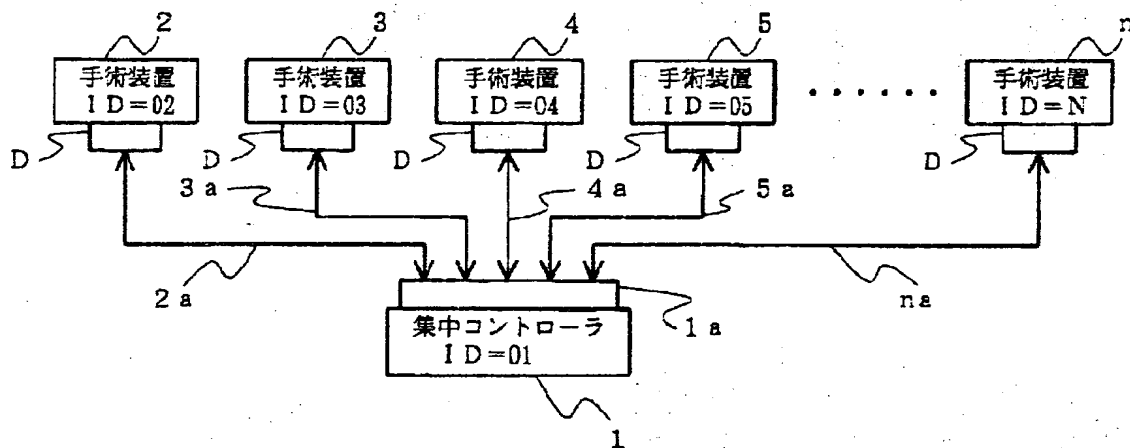 2 3 4 5 n
手術装置 手術装置 手術装置 手術装置 手術装置
ID=02 ID=03 ID=04 ID=05 ・・・・・・ ID=N
D D D D D
3a 4a 5a
2a 1a na
集中コントローラ
ID=01
1